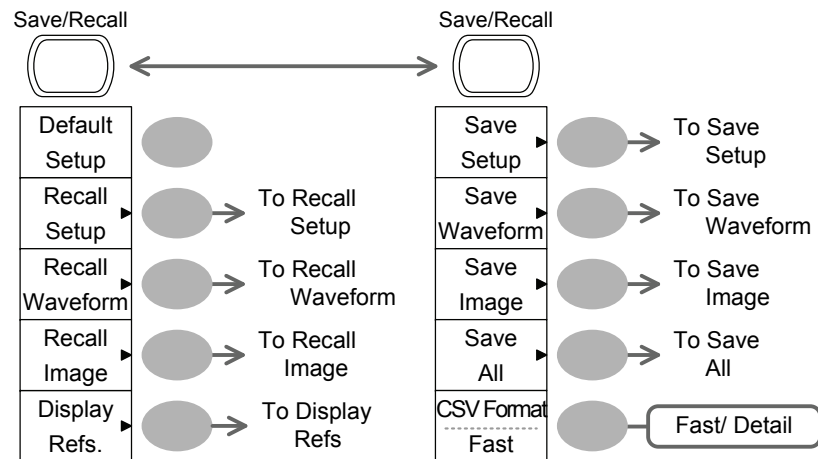 Save/Recall
Default
Setup
Recall
Setup
To Recall
Setup
Recall
Waveform
To Recall
Waveform
Recall
Image
To Recall
Image
Display
Refs.
To Display
Refs
Save/Recall
Save
Setup
To Save
Setup
Save
Waveform
To Save
Waveform
Save
Image
To Save
Image
Save
All
To Save
All
CSV Format
Fast
Fast/ Detail